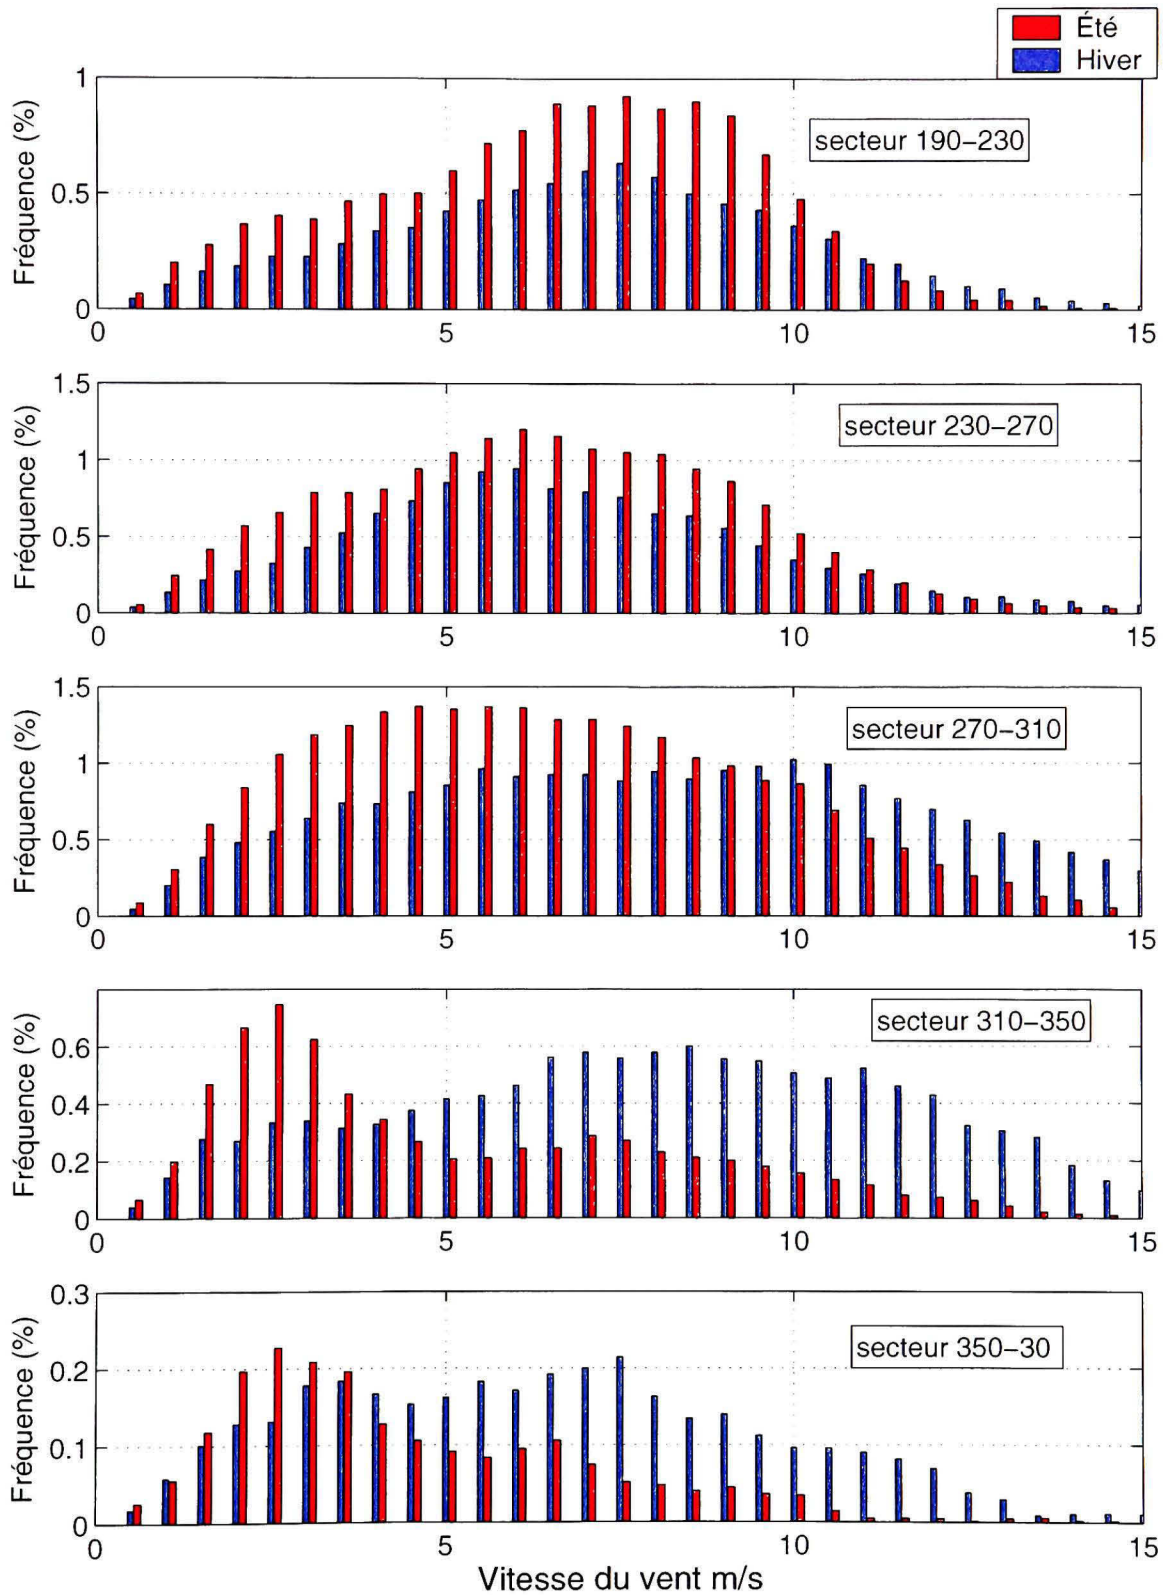 Été
Hiver
1
0.5
0
Fréquence (%)
secteur 190–230
0 5 10 15
1.5
1
0.5
0
Fréquence (%)
secteur 230–270
0 5 10 15
1.5
1
0.5
0
Fréquence (%)
secteur 270–310
0 5 10 15
0.6
0.4
0.2
0
Fréquence (%)
secteur 310–350
0 5 10 15
0.3
0.2
0.1
0
Fréquence (%)
secteur 350–30
0 5 10 15
Vitesse du vent m/s